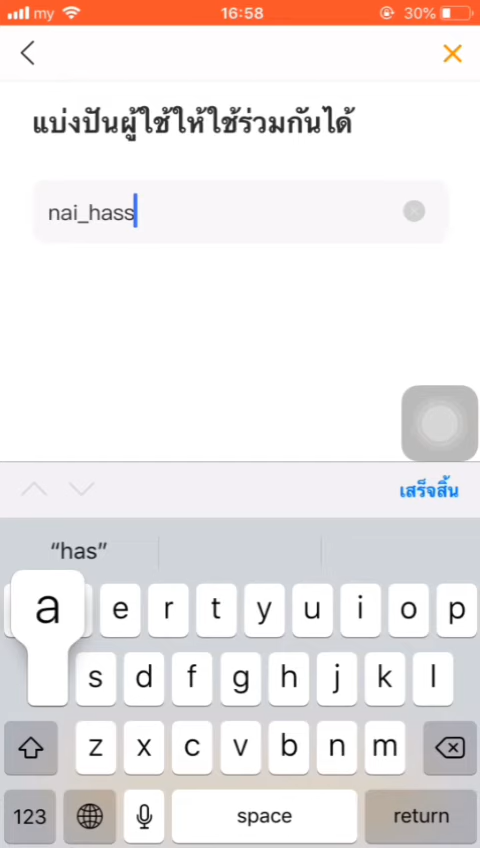 my 16:58 30%
แบ่งปันผู้ใช้ให้ใช้ร่วมกันได้
nai_hass
เสร็จสิ้น
“has”
a e r t y u i o p
s d f g h j k l
z x c v b n m
123 space return